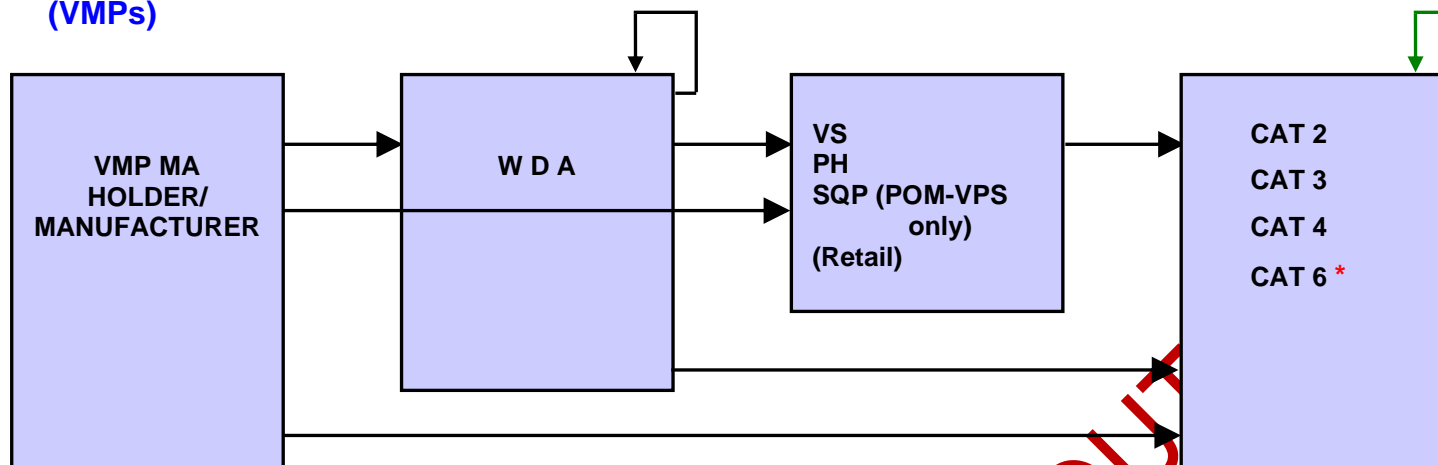 (VMPs)
VMP MA
HOLDER/
MANUFACTURER
W D A
VS
PH
SQP (POM-VPS
only)
(Retail)
CAT 2
CAT 3
CAT 4
CAT 6 *